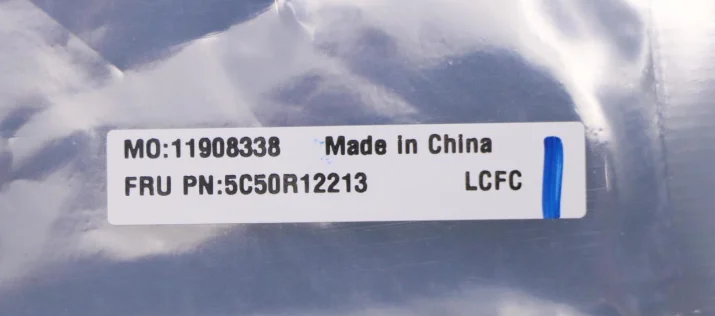 MO:11908338 Made in China
FRU PN:5C50R12213 LCFC